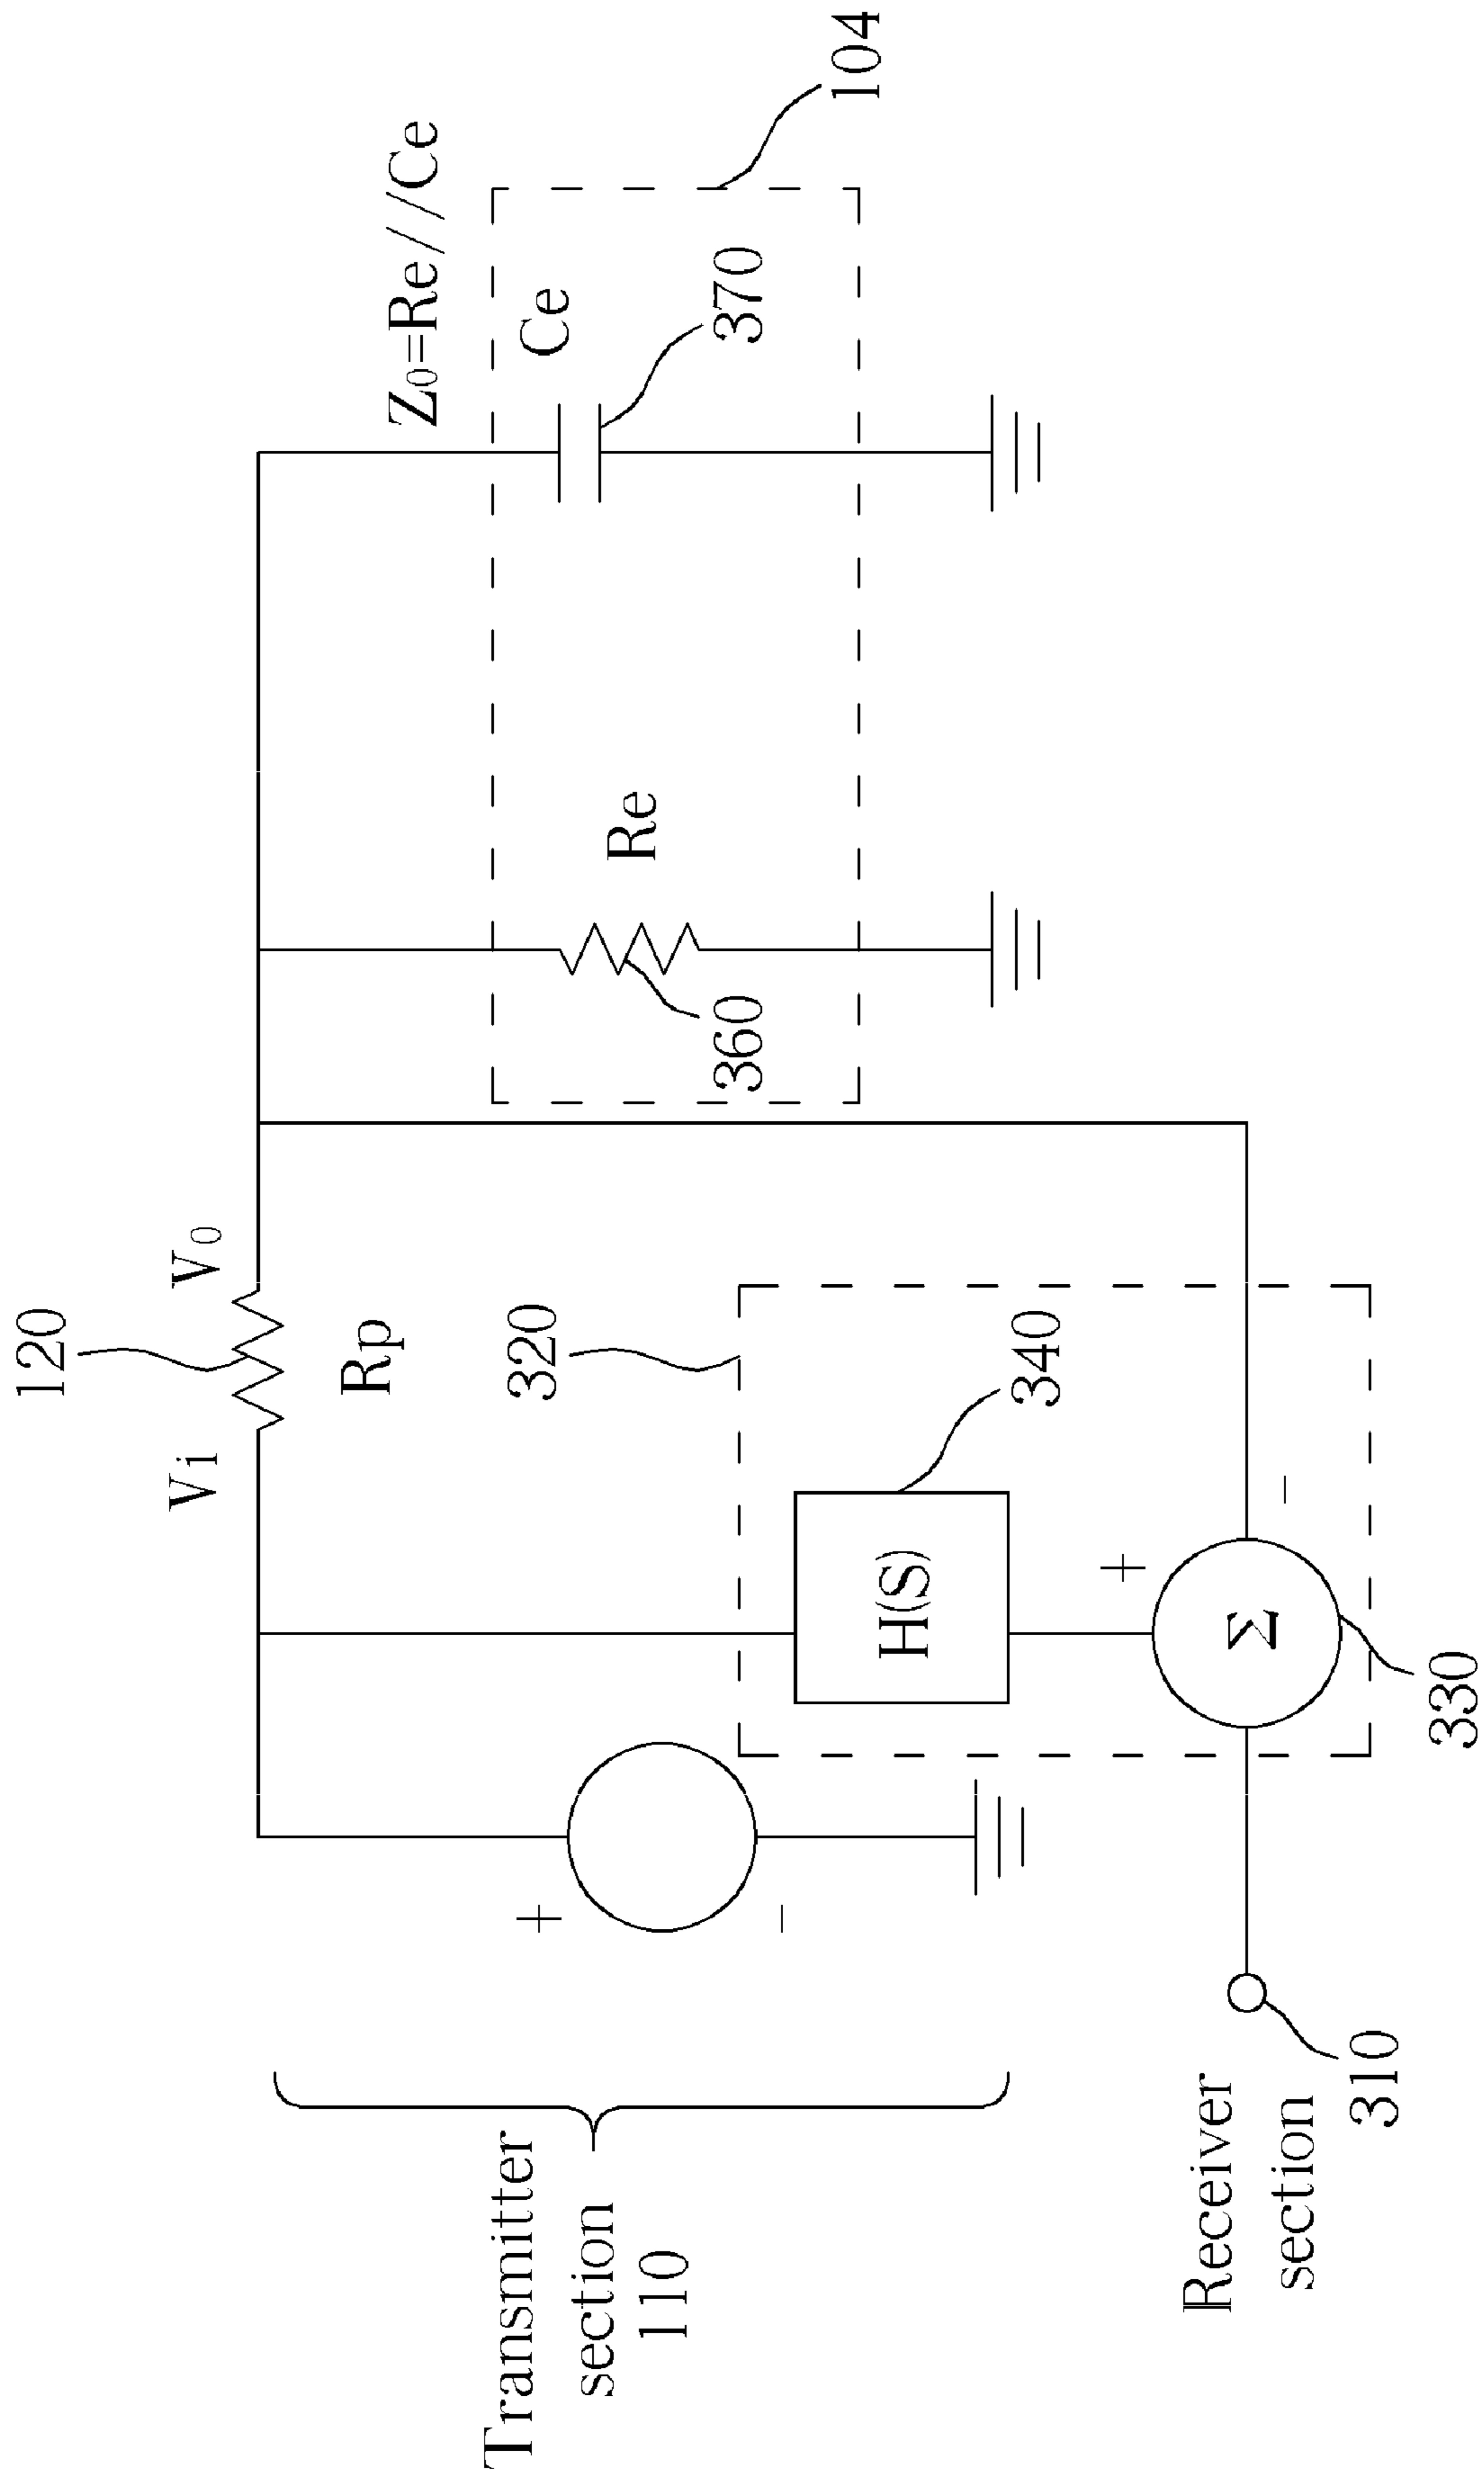 120
Vi
V₀
Rp
Z₀=Re//Ce
104
Ce
370
Re
360
320
340
H(S)
+
-
Σ
330
+
-
Transmitter
section
110
Receiver
section
310